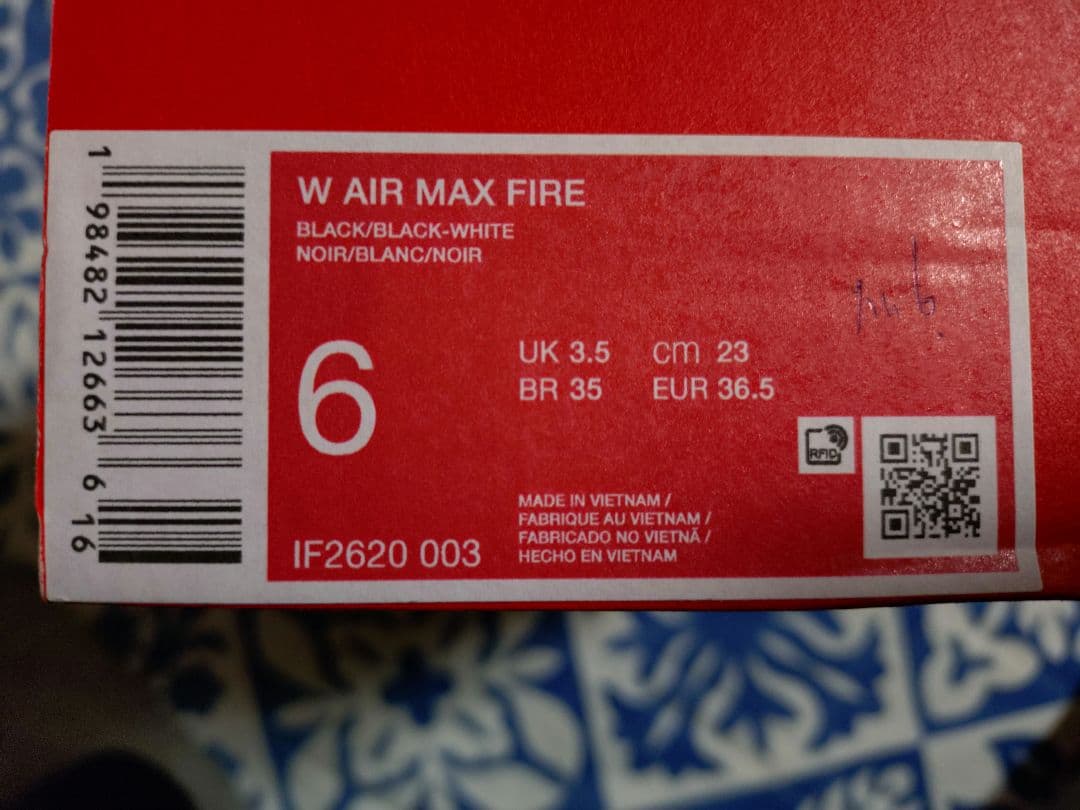 W AIR MAX FIRE
BLACK/BLACK-WHITE
NOIR/BLANC/NOIR
6
UK 3.5 cm 23
BR 35 EUR 36.5
RFID
MADE IN VIETNAM /
FABRIQUE AU VIETNAM /
FABRICADO NO VIETNÃ /
HECHO EN VIETNAM
IF2620 003
1 98482 12663 6 16